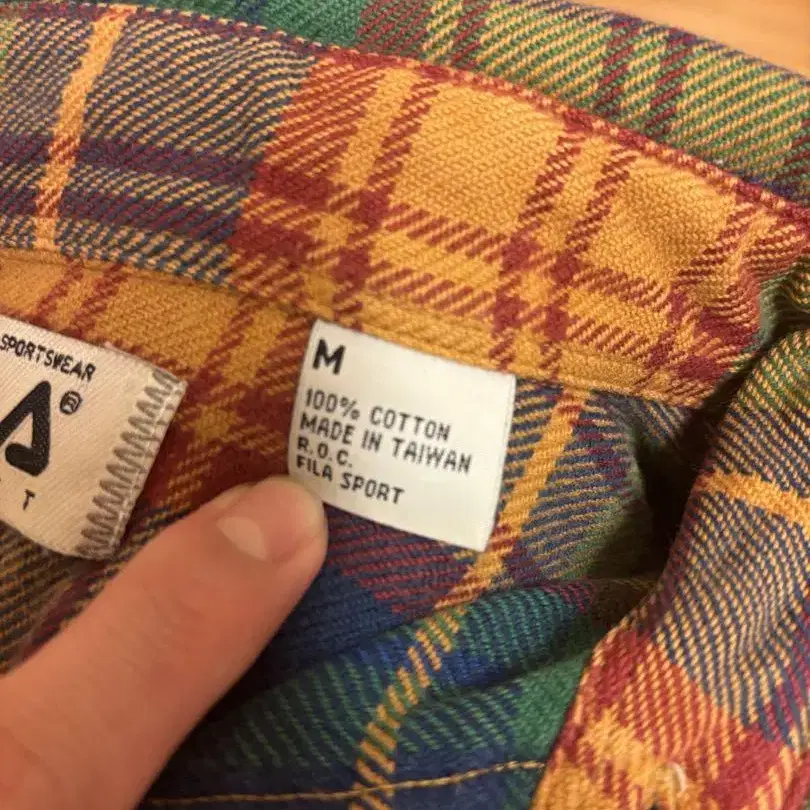 SPORTSWEAR
A®
T
M
100% COTTON
MADE IN TAIWAN
R.O.C.
FILA SPORT